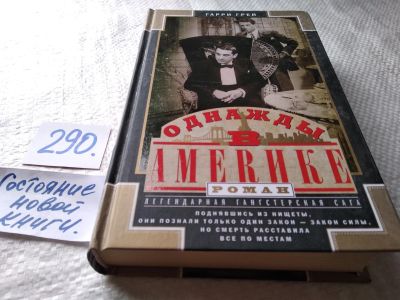 ГАРРИ ГРЕЙ
ОДНАЖДЫ
В
АМЕРИКЕ
РОМАН
ЛЕГЕНДАРНАЯ ГАНГСТЕРСКАЯ САГА
ПОДНЯВШИСЬ ИЗ НИЩЕТЫ,
ОНИ ПОЗНАЛИ ТОЛЬКО ОДИН ЗАКОН — ЗАКОН СИЛЫ,
НО СМЕРТЬ РАССТАВИЛА
ВСЕ ПО МЕСТАМ
290.
Состояние
новой
книги.